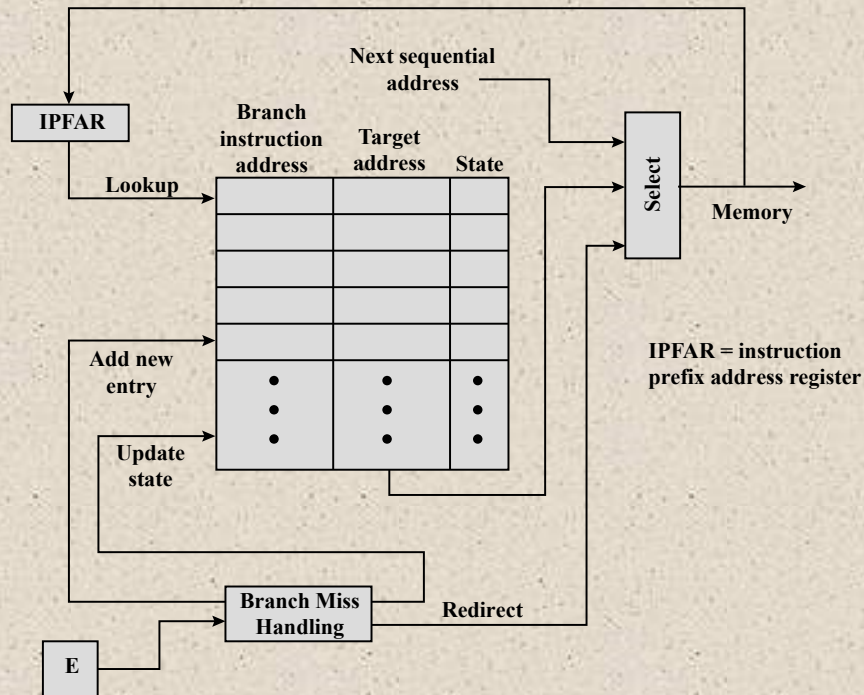 Next sequential
address
IPFAR
Branch
instruction
address
Target
address
State
Lookup
Select
Memory
Add new
entry
IPFAR = instruction
prefix address register
Update
state
Branch Miss
Handling
Redirect
E